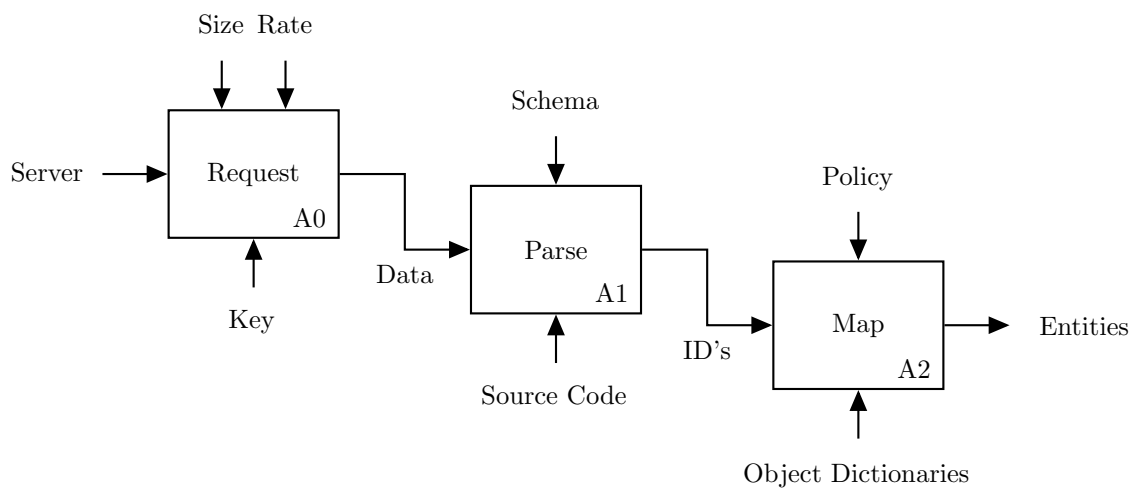 Size Rate
Server
Request
A0
Key
Data
Schema
Parse
A1
Source Code
ID's
Policy
Map
A2
Object Dictionaries
Entities